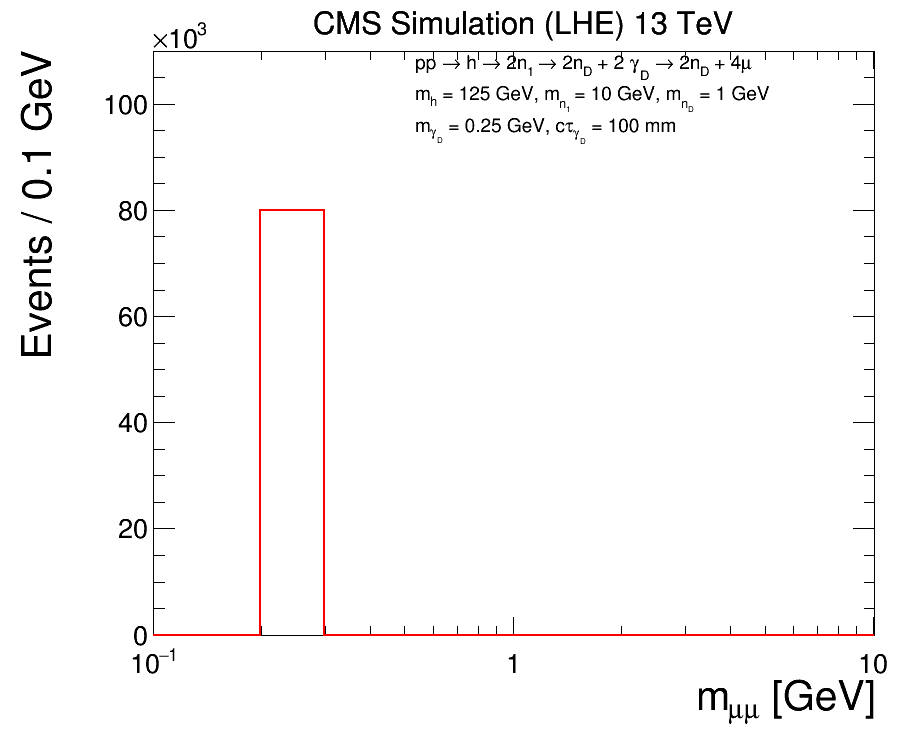 CMS Simulation (LHE) 13 TeV
×10³
pp → h → 2n₁ → 2n_D + 2 γ_D → 2n_D + 4μ
m_h = 125 GeV, m_n₁ = 10 GeV, m_n_D = 1 GeV
m_γ_D = 0.25 GeV, cτ_γ_D = 100 mm
Events / 0.1 GeV
100
80
60
40
20
0
10⁻¹ 1 10
m_μμ [GeV]